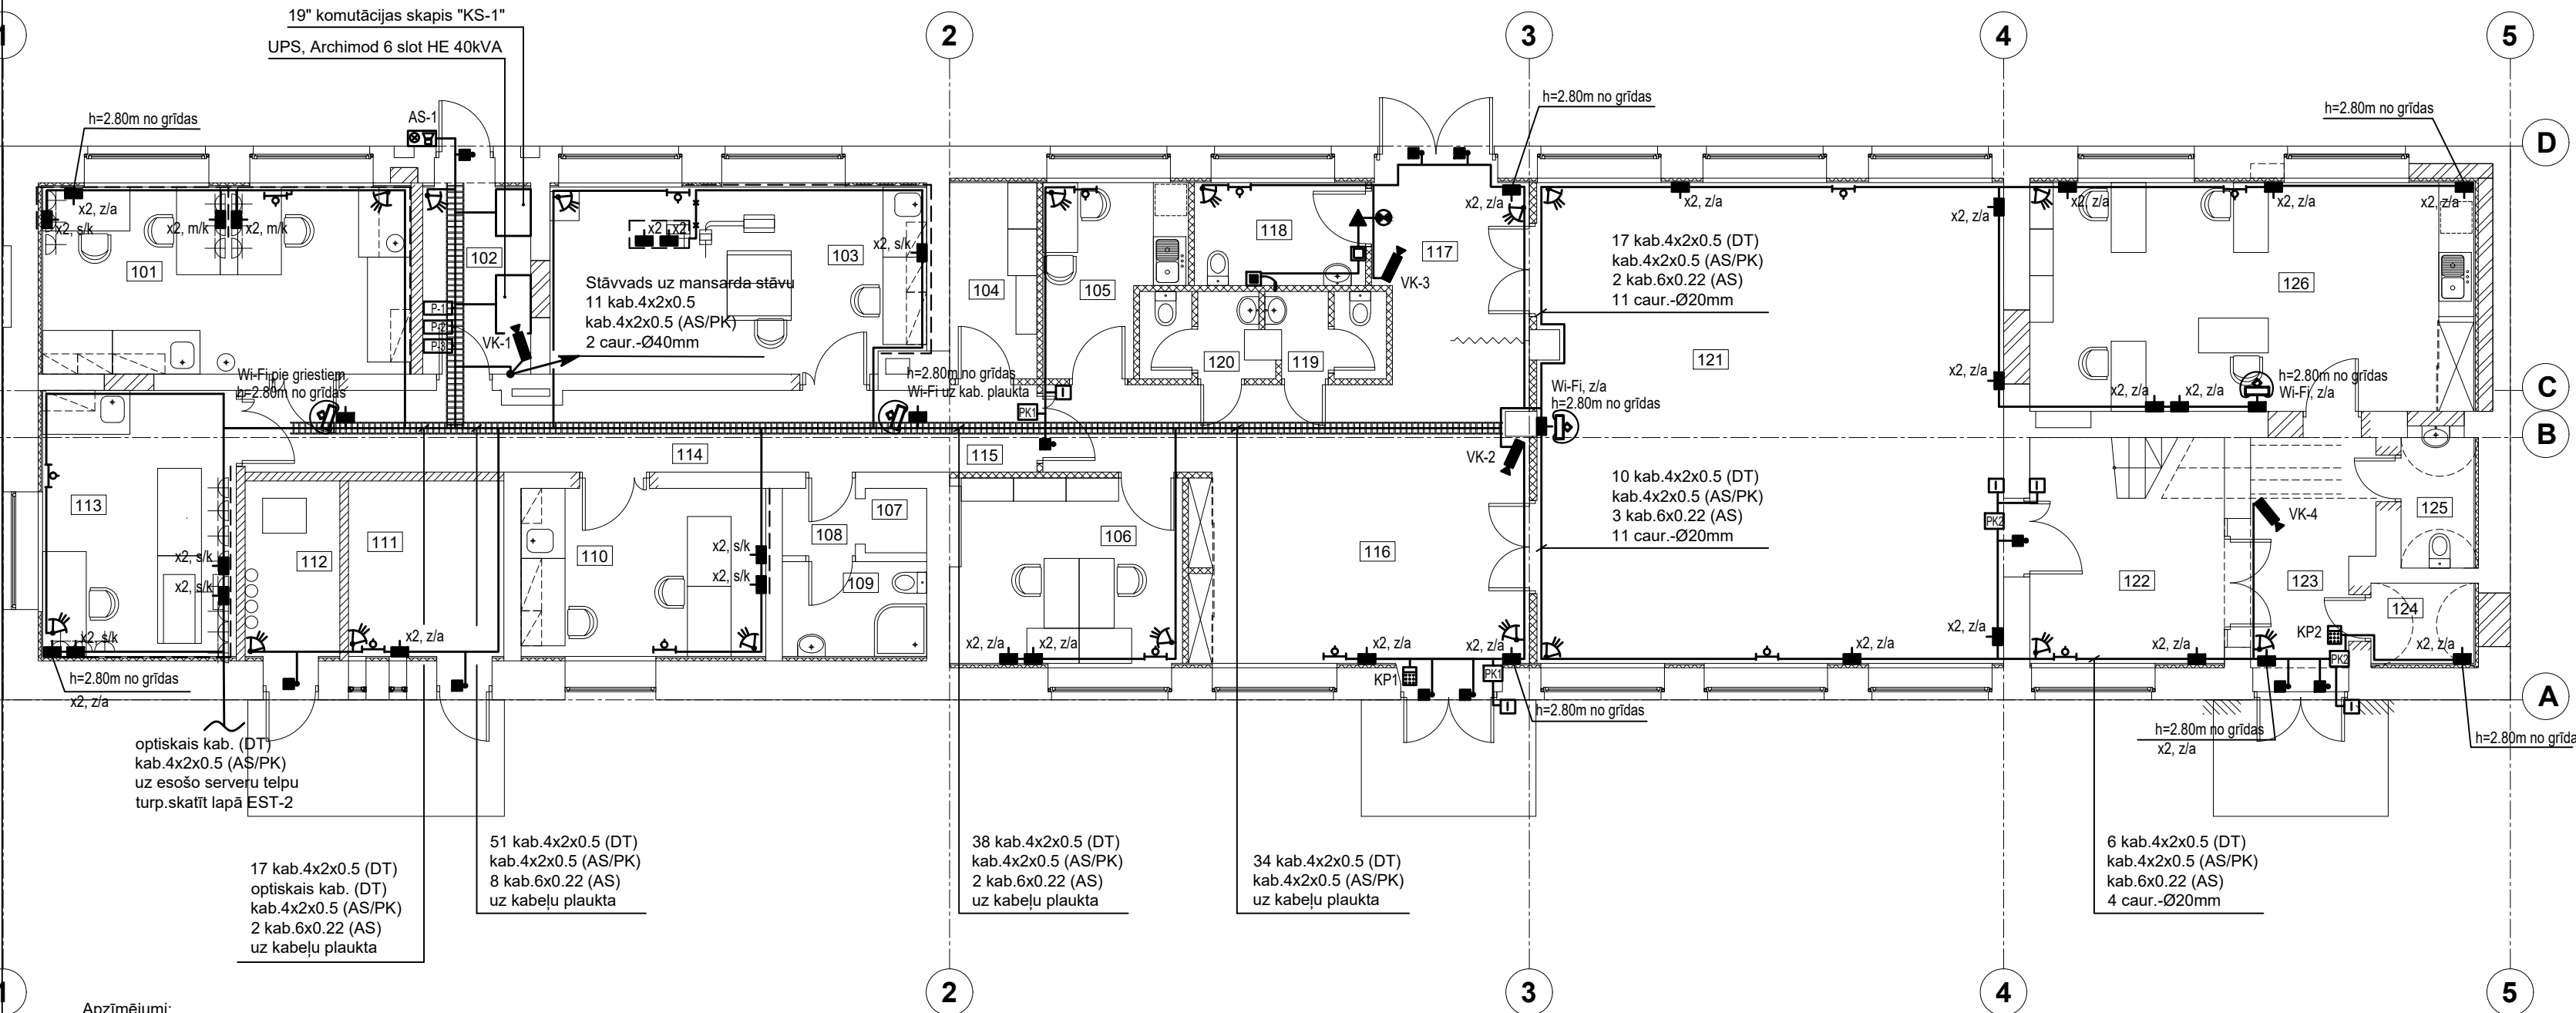 19" komutācijas skapis "KS-1"
UPS, Archimod 6 slot HE 40kVA
1
2
3
4
5
D
C
B
A
AS-1
h=2.80m no grīdas
h=2.80m no grīdas
h=2.80m no grīdas
x2, z/a
x2, s/k
x2, m/k
x2, m/k
101
102
P-1
P-2
P-3
VK-1
x2
x2
Stāvvads uz mansarda stāvu
11 kab.4x2x0.5
kab.4x2x0.5 (AS/PK)
2 caur.-Ø40mm
103
x2, s/k
104
105
118
117
VK-3
x2, z/a
120
119
x2, z/a
17 kab.4x2x0.5 (DT)
kab.4x2x0.5 (AS/PK)
2 kab.6x0.22 (AS)
11 caur.-Ø20mm
121
x2, z/a
x2, z/a
x2, z/a
x2, z/a
x2, z/a
126
x2, z/a
x2, z/a
h=2.80m no grīdas
Wi-Fi, z/a
Wi-Fi pie griestiem
h=2.80m no grīdas
h=2.80m no grīdas
Wi-Fi uz kab. plaukta
PK1
Wi-Fi, z/a
h=2.80m no grīdas
113
114
115
VK-2
112
111
110
108
107
109
106
116
10 kab.4x2x0.5 (DT)
kab.4x2x0.5 (AS/PK)
3 kab.6x0.22 (AS)
11 caur.-Ø20mm
PK2
122
VK-4
123
125
124
x2, s/k
x2, s/k
x2, s/k
x2, z/a
x2, s/k
x2, s/k
x2, z/a
x2, z/a
x2, z/a
x2, z/a
KP1
PK1
x2, z/a
x2, z/a
KP2
PK2
x2, z/a
h=2.80m no grīdas
x2, z/a
h=2.80m no grīdas
h=2.80m no grīdas
x2, z/a
h=2.80m no grīda
optiskais kab. (DT)
kab.4x2x0.5 (AS/PK)
uz esošo serveru telpu
turp.skatīt lapā EST-2
17 kab.4x2x0.5 (DT)
optiskais kab. (DT)
kab.4x2x0.5 (AS/PK)
2 kab.6x0.22 (AS)
uz kabeļu plaukta
51 kab.4x2x0.5 (DT)
kab.4x2x0.5 (AS/PK)
8 kab.6x0.22 (AS)
uz kabeļu plaukta
38 kab.4x2x0.5 (DT)
kab.4x2x0.5 (AS/PK)
2 kab.6x0.22 (AS)
uz kabeļu plaukta
34 kab.4x2x0.5 (DT)
kab.4x2x0.5 (AS/PK)
uz kabeļu plaukta
6 kab.4x2x0.5 (DT)
kab.4x2x0.5 (AS/PK)
kab.6x0.22 (AS)
4 caur.-Ø20mm
1
2
3
4
5
Apzīmējumi: